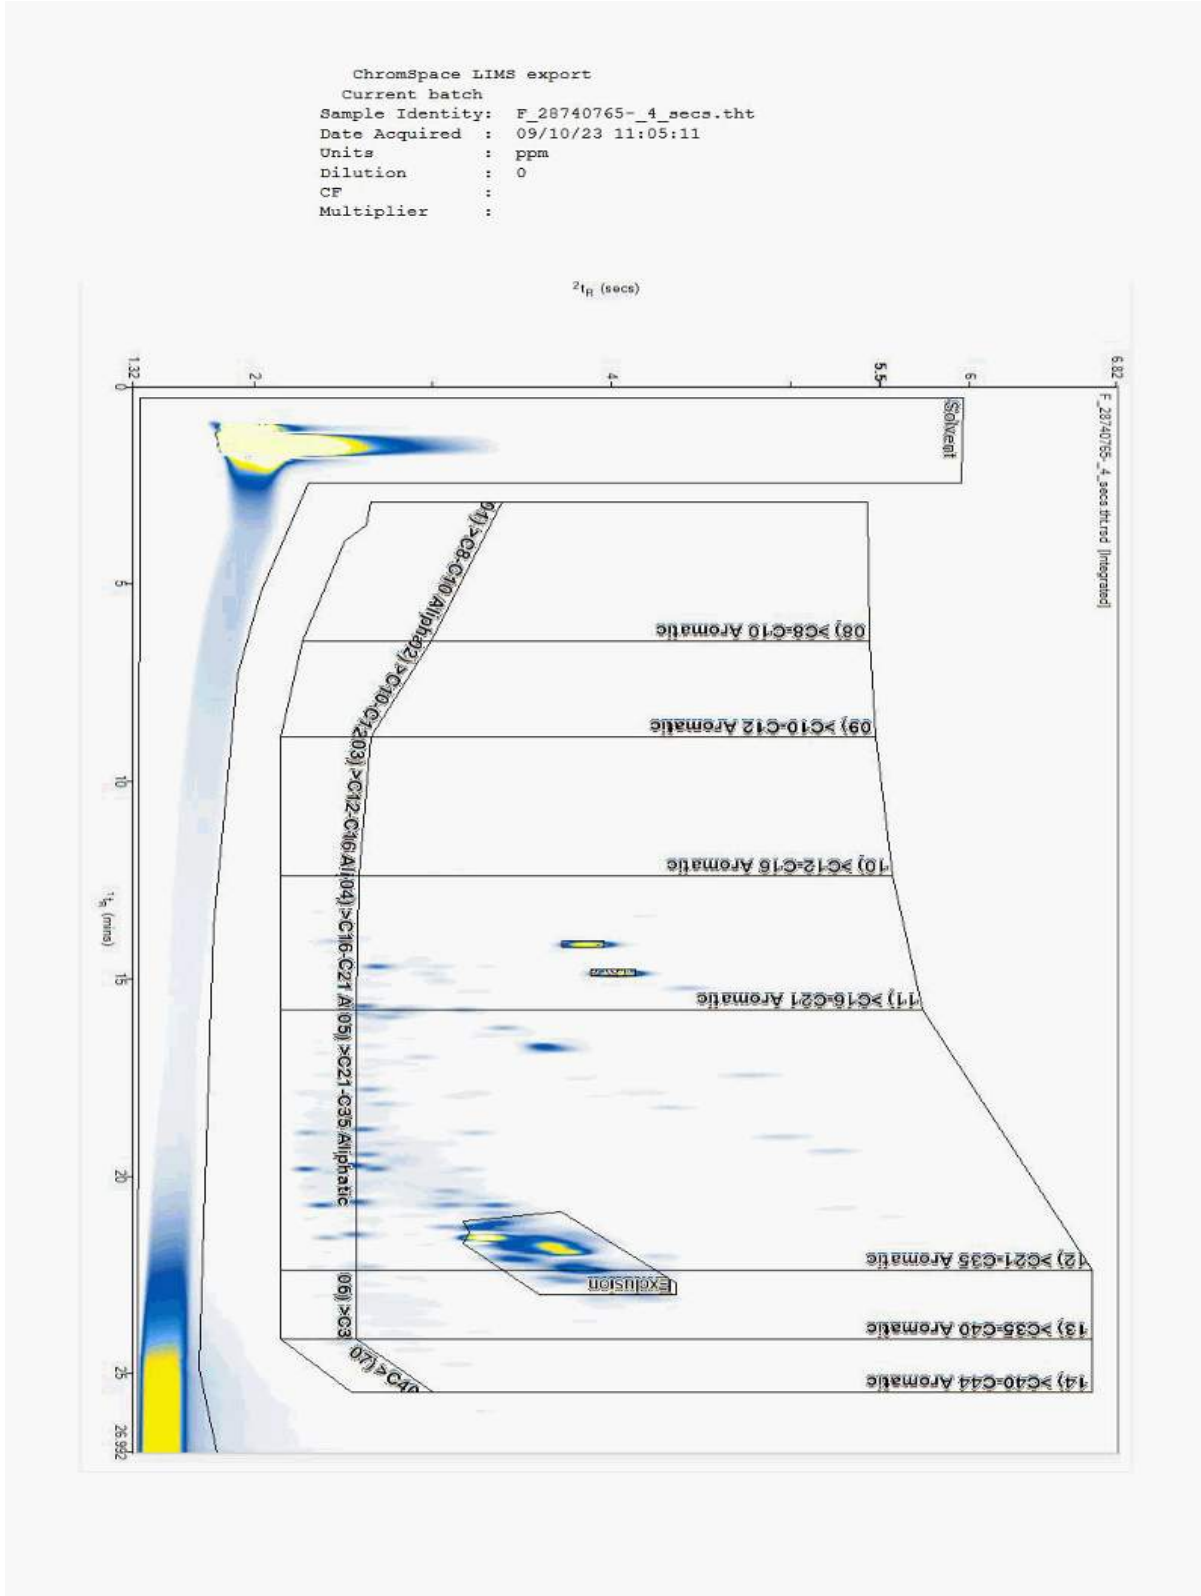 ChromSpace LIMS export
Current batch
Sample Identity: F_28740765-_4_secs.tht
Date Acquired : 09/10/23 11:05:11
Units : ppm
Dilution : 0
CF :
Multiplier :
²tR (secs)
1.32
2
4
5.5
6
6.82
F_28740765-_4_secs.tht.rsd [Integrated]
Solvent
0
5
10
15
20
25
26.992
¹tR (mins)
01) >C8-C10 Alipha
02) >C10-C12
03) >C12-C16 Ali
04) >C16-C21 Al
05) >C21-C35 Aliphatic
06) >C3
07) >C40
08) >C8-C10 Aromatic
09) >C10-C12 Aromatic
10) >C12-C16 Aromatic
11) >C16-C21 Aromatic
12) >C21-C35 Aromatic
Exclusion
13) >C35-C40 Aromatic
14) >C40-C44 Aromatic